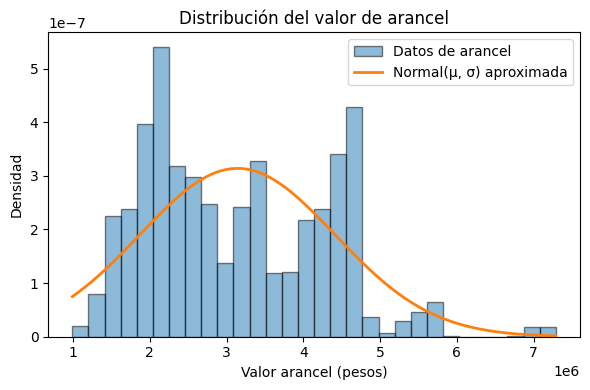 Distribución del valor de arancel
1e−7
Datos de arancel
Normal(μ, σ) aproximada
5
4
3
2
1
0
Densidad
1 2 3 4 5 6 7
1e6
Valor arancel (pesos)